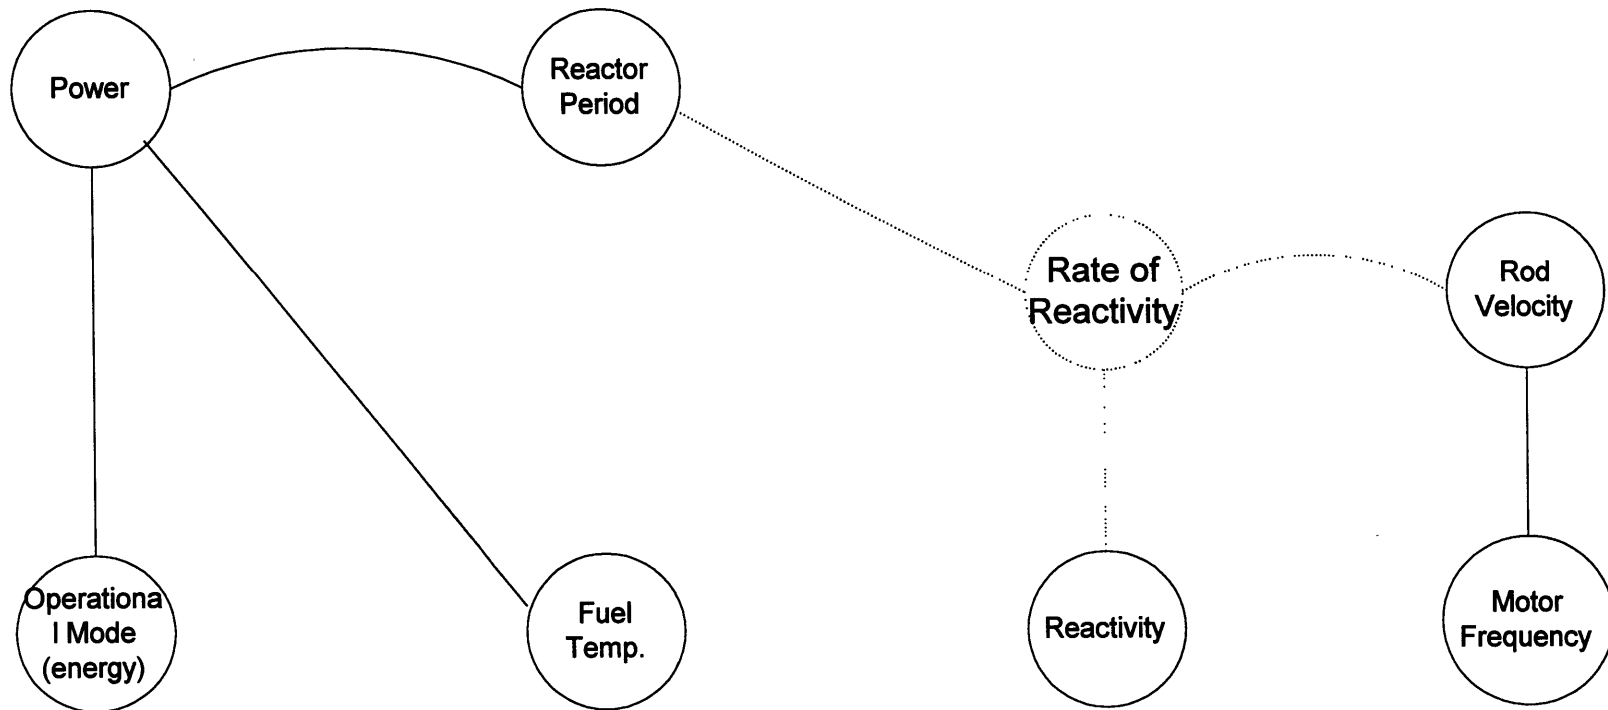 Power
Reactor
Period
Rate of
Reactivity
Rod
Velocity
Operationa
l Mode
(energy)
Fuel
Temp.
Reactivity
Motor
Frequency